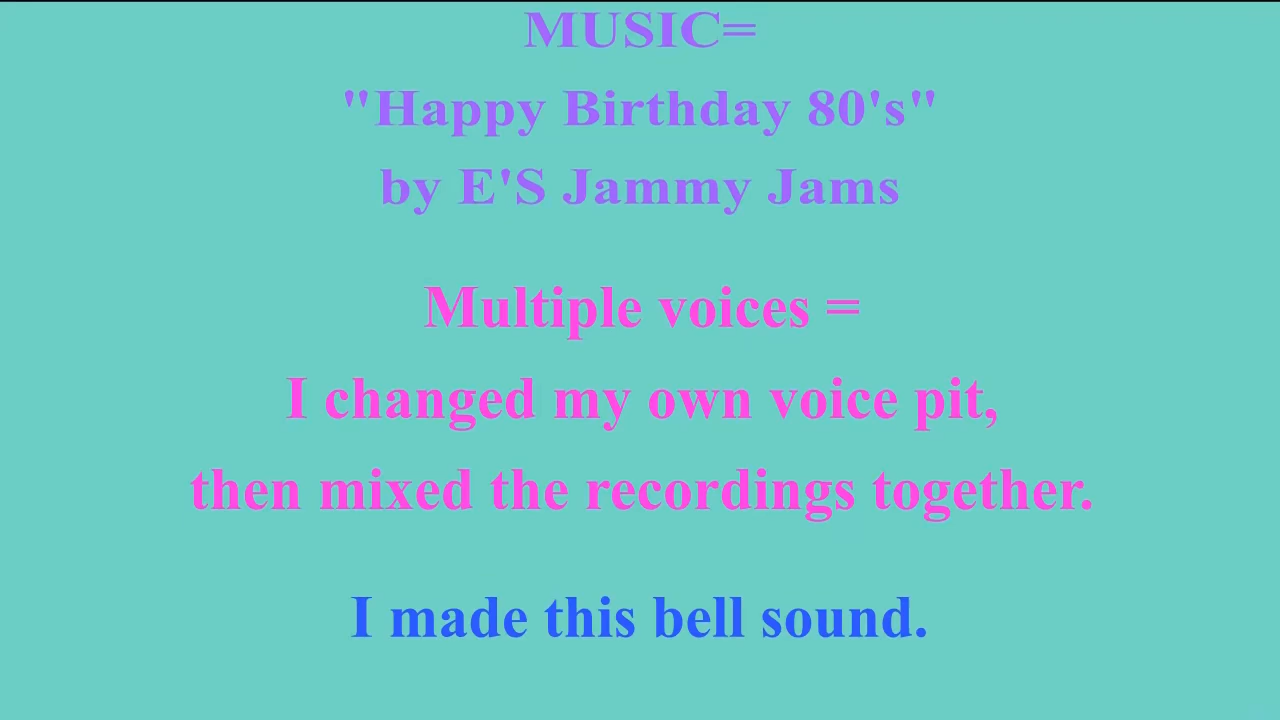 MUSIC=
"Happy Birthday 80's"
by E'S Jammy Jams
Multiple voices =
I changed my own voice pit,
then mixed the recordings together.
I made this bell sound.